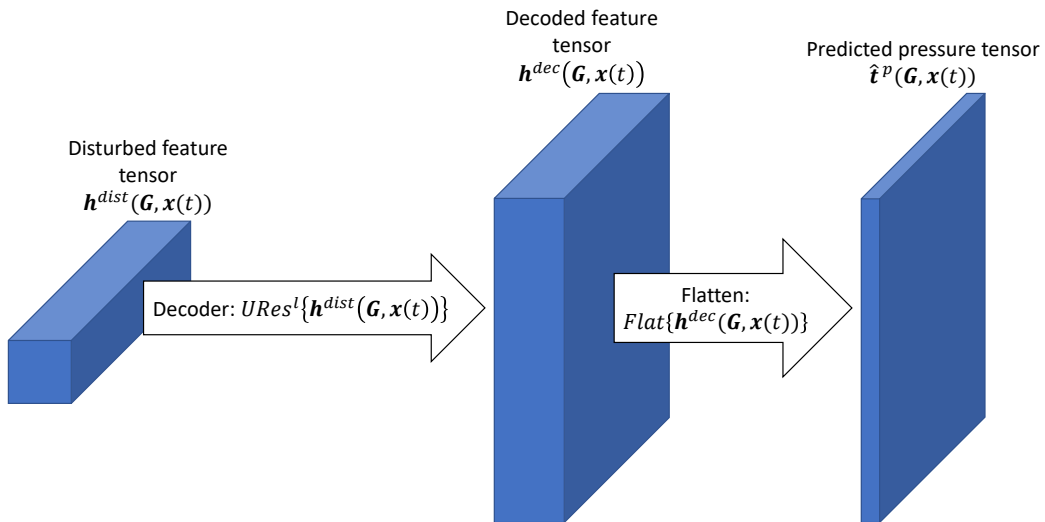 Disturbed feature
tensor
𝒉^{dist}(𝑮, 𝒙(𝑡))
Decoder: 𝑈𝑅𝑒𝑠^{𝑙}{𝒉^{dist}(𝑮, 𝒙(𝑡))}
Decoded feature
tensor
𝒉^{dec}(𝑮, 𝒙(𝑡))
Flatten:
𝐹𝑙𝑎𝑡{𝒉^{dec}(𝑮, 𝒙(𝑡))}
Predicted pressure tensor
𝒕̂^{p}(𝑮, 𝒙(𝑡))